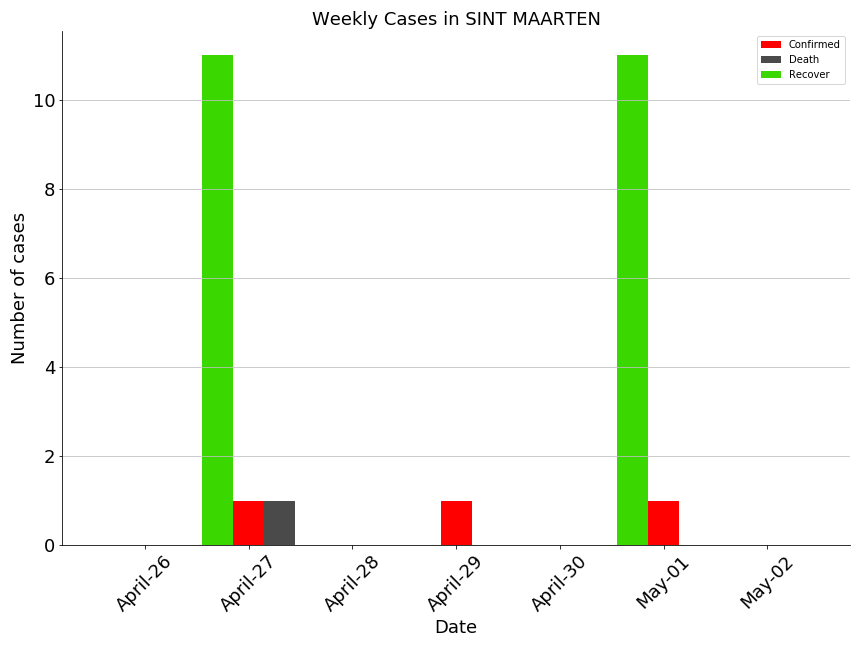 Weekly Cases in SINT MAARTEN
Confirmed
Death
Recover
10
8
6
4
2
0
Number of cases
April-26
April-27
April-28
April-29
April-30
May-01
May-02
Date